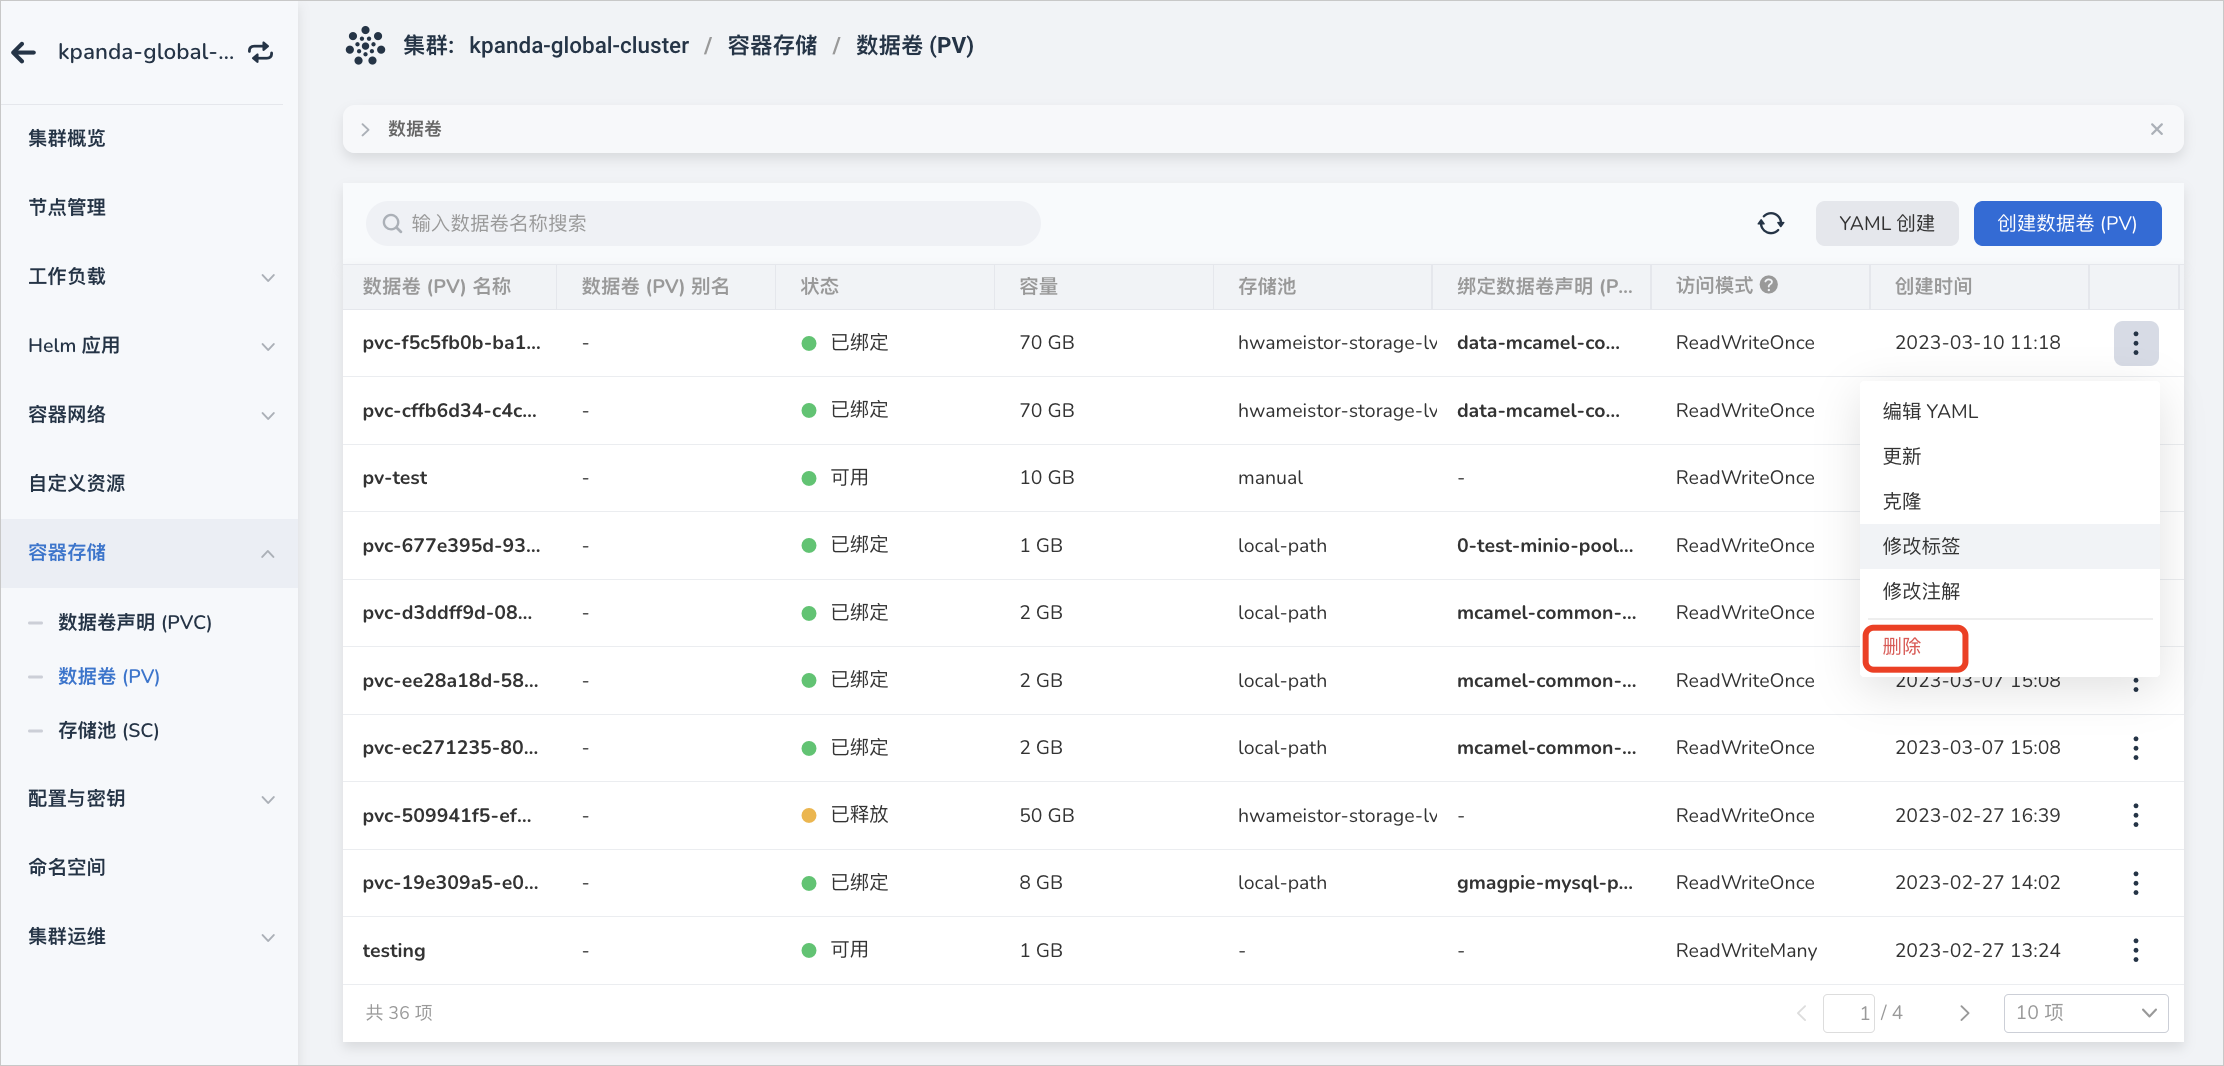 kpanda-global-...
集群: kpanda-global-cluster / 容器存储 / 数据卷 (PV)
集群概览
节点管理
工作负载
Helm 应用
容器网络
自定义资源
容器存储
数据卷声明 (PVC)
数据卷 (PV)
存储池 (SC)
配置与密钥
命名空间
集群运维
数据卷
输入数据卷名称搜索
YAML 创建
创建数据卷 (PV)
数据卷 (PV) 名称 数据卷 (PV) 别名 状态 容量 存储池 绑定数据卷声明 (P... 访问模式 创建时间
pvc-f5c5fb0b-ba1... - 已绑定 70 GB hwameistor-storage-lv data-mcamel-co... ReadWriteOnce 2023-03-10 11:18
pvc-cffb6d34-c4c... - 已绑定 70 GB hwameistor-storage-lv data-mcamel-co... ReadWriteOnce
pv-test - 可用 10 GB manual - ReadWriteOnce
pvc-677e395d-93... - 已绑定 1 GB local-path 0-test-minio-pool... ReadWriteOnce
pvc-d3ddff9d-08... - 已绑定 2 GB local-path mcamel-common-... ReadWriteOnce
pvc-ee28a18d-58... - 已绑定 2 GB local-path mcamel-common-... ReadWriteOnce 2023-03-07 15:08
pvc-ec271235-80... - 已绑定 2 GB local-path mcamel-common-... ReadWriteOnce 2023-03-07 15:08
pvc-509941f5-ef... - 已释放 50 GB hwameistor-storage-lv - ReadWriteOnce 2023-02-27 16:39
pvc-19e309a5-e0... - 已绑定 8 GB local-path gmagpie-mysql-p... ReadWriteOnce 2023-02-27 14:02
testing - 可用 1 GB - - ReadWriteMany 2023-02-27 13:24
编辑 YAML
更新
克隆
修改标签
修改注解
删除
共 36 项
1 / 4
10 项